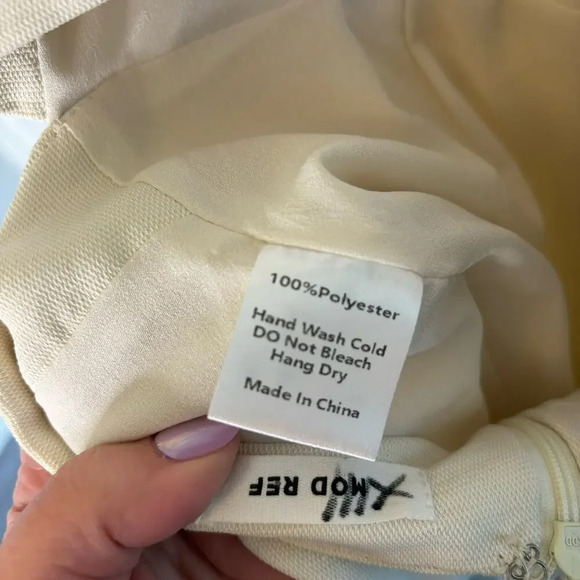 100%Polyester
Hand Wash Cold
DO Not Bleach
Hang Dry
Made In China
MOD REF